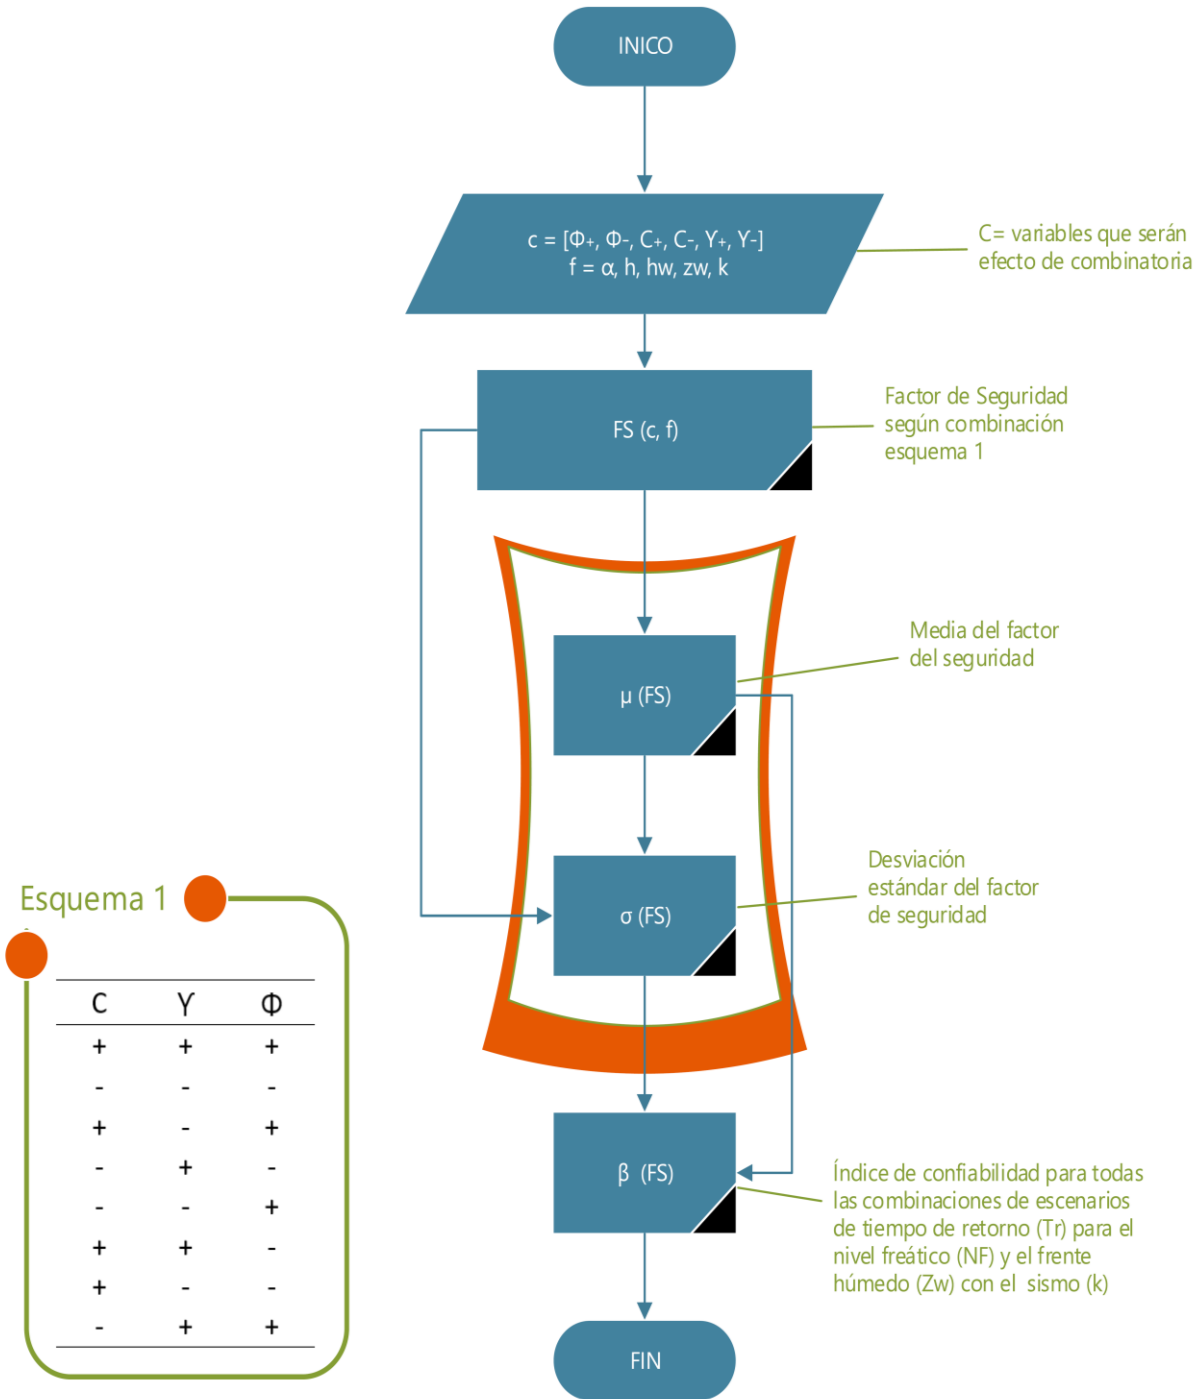 INICO
c = [Φ+, Φ-, C+, C-, ϒ+, ϒ-]
f = α, h, hw, zw, k
C= variables que serán
efecto de combinatoria
FS (c, f)
Factor de Seguridad
según combinación
esquema 1
Media del factor
del seguridad
μ (FS)
Desviación
estándar del factor
de seguridad
σ (FS)
Esquema 1
C ϒ Φ
+ + +
- - -
+ - +
- + -
- - +
+ + -
+ - -
- + +
β (FS)
Índice de confiabilidad para todas
las combinaciones de escenarios
de tiempo de retorno (Tr) para el
nivel freático (NF) y el frente
húmedo (Zw) con el sismo (k)
FIN